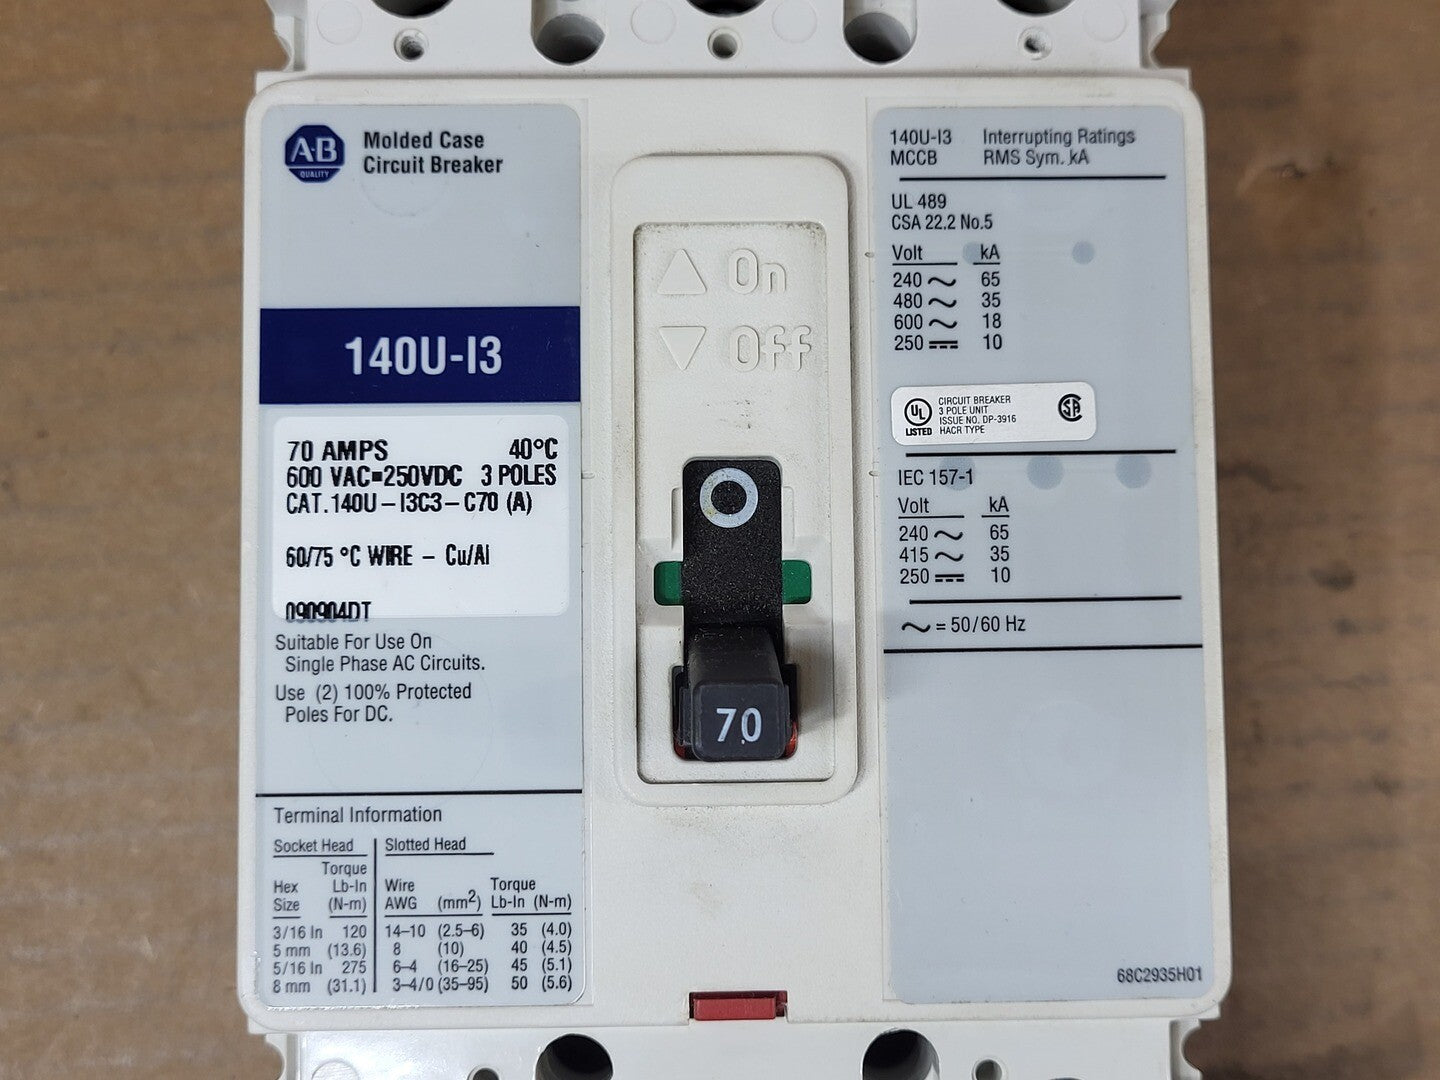 A-B
QUALITY
Molded Case
Circuit Breaker
140U-I3
70 AMPS 40°C
600 VAC=250VDC 3 POLES
CAT.140U-I3C3-C70 (A)
60/75 °C WIRE - Cu/Al
090904DT
Suitable For Use On
Single Phase AC Circuits.
Use (2) 100% Protected
Poles For DC.
Terminal Information
Socket Head
Hex Size Torque Lb-In (N-m)
3/16 In 120
5 mm (13.6)
5/16 In 275
8 mm (31.1)
Slotted Head
Wire AWG (mm²) Torque Lb-In (N-m)
14-10 (2.5-6) 35 (4.0)
8 (10) 40 (4.5)
6-4 (16-25) 45 (5.1)
3-4/0 (35-95) 50 (5.6)
On
Off
70
140U-I3 Interrupting Ratings
MCCB RMS Sym. kA
UL 489
CSA 22.2 No.5
Volt kA
240 ~ 65
480 ~ 35
600 ~ 18
250 ⎓ 10
UL
LISTED
CIRCUIT BREAKER
3 POLE UNIT
ISSUE NO. DP-3916
HACR TYPE
SA
IEC 157-1
Volt kA
240 ~ 65
415 ~ 35
250 ⎓ 10
~ = 50/60 Hz
68C2935H01